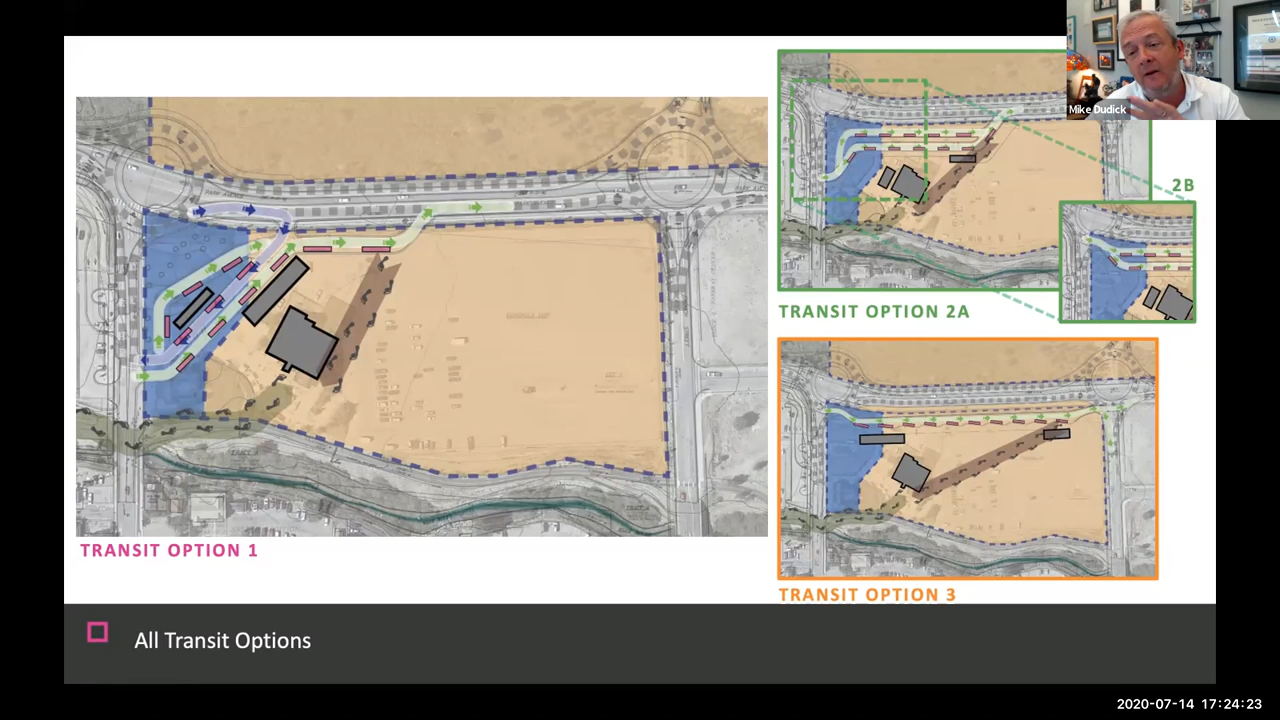 Mike Dudick
2B
TRANSIT OPTION 2A
TRANSIT OPTION 1
TRANSIT OPTION 3
All Transit Options
2020-07-14 17:24:23